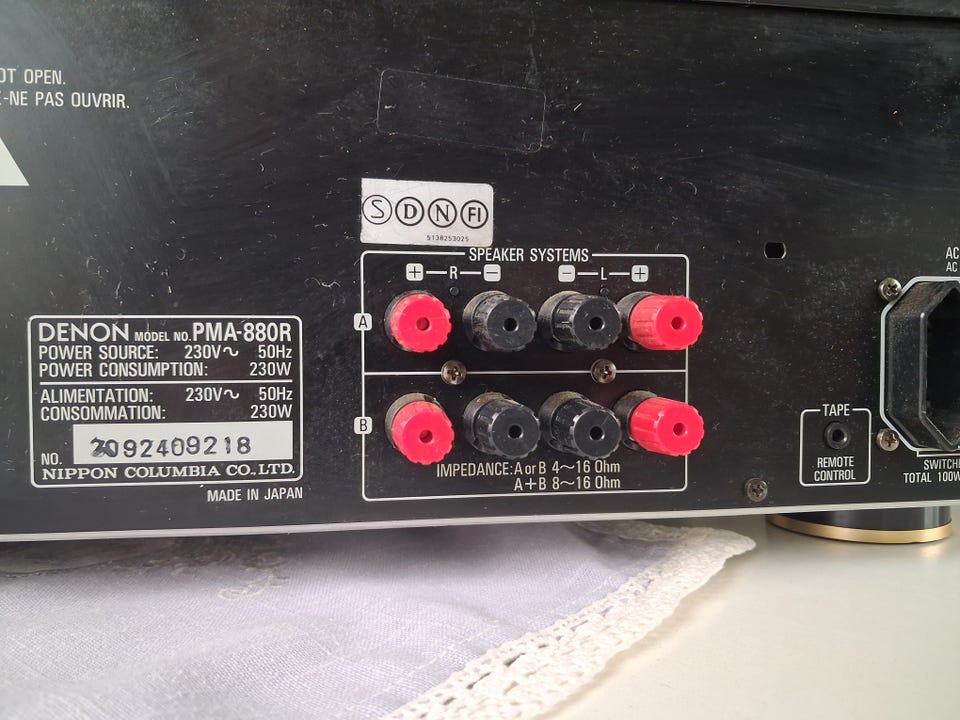 OT OPEN.
-NE PAS OUVRIR.
S D N FI
5138253025
SPEAKER SYSTEMS
+ R − − L +
A
B
IMPEDANCE: A or B 4~16 Ohm
A+B 8~16 Ohm
DENON MODEL NO. PMA-880R
POWER SOURCE: 230V~ 50Hz
POWER CONSUMPTION: 230W
ALIMENTATION: 230V~ 50Hz
CONSOMMATION: 230W
NO. 2092409218
NIPPON COLUMBIA CO., LTD.
MADE IN JAPAN
TAPE
REMOTE
CONTROL
AC
AC
SWITCHE
TOTAL 100W